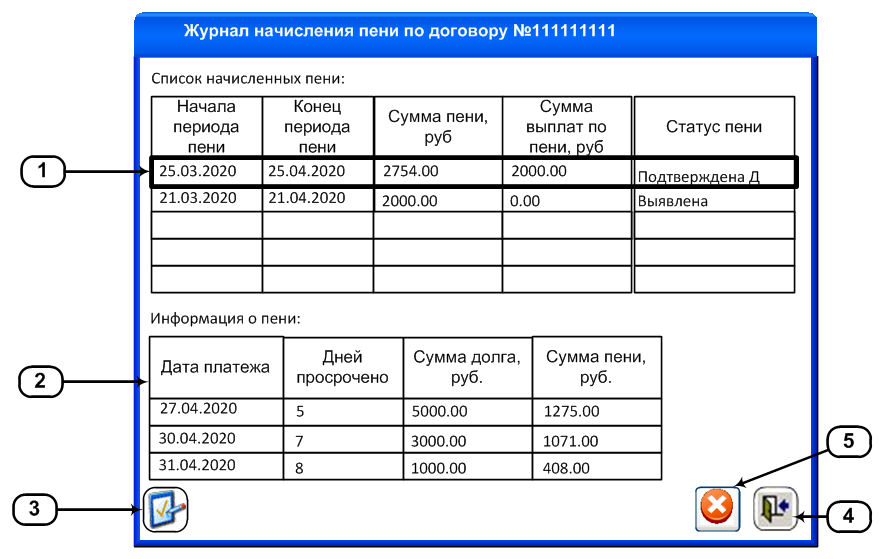 Журнал начисления пени по договору №111111111
Список начисленных пени:
Начала периода пени Конец периода пени Сумма пени, руб Сумма выплат по пени, руб Статус пени
1 25.03.2020 25.04.2020 2754.00 2000.00 Подтверждена Д
21.03.2020 21.04.2020 2000.00 0.00 Выявлена
Информация о пени:
2 Дата платежа Дней просрочено Сумма долга, руб. Сумма пени, руб.
27.04.2020 5 5000.00 1275.00
30.04.2020 7 3000.00 1071.00
31.04.2020 8 1000.00 408.00
5
3
4